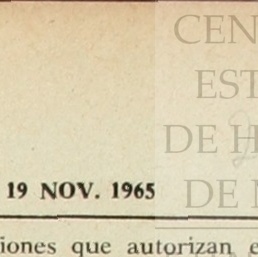 CEN
EST
DE H
DE M
19 NOV. 1965
iones que autorizan e